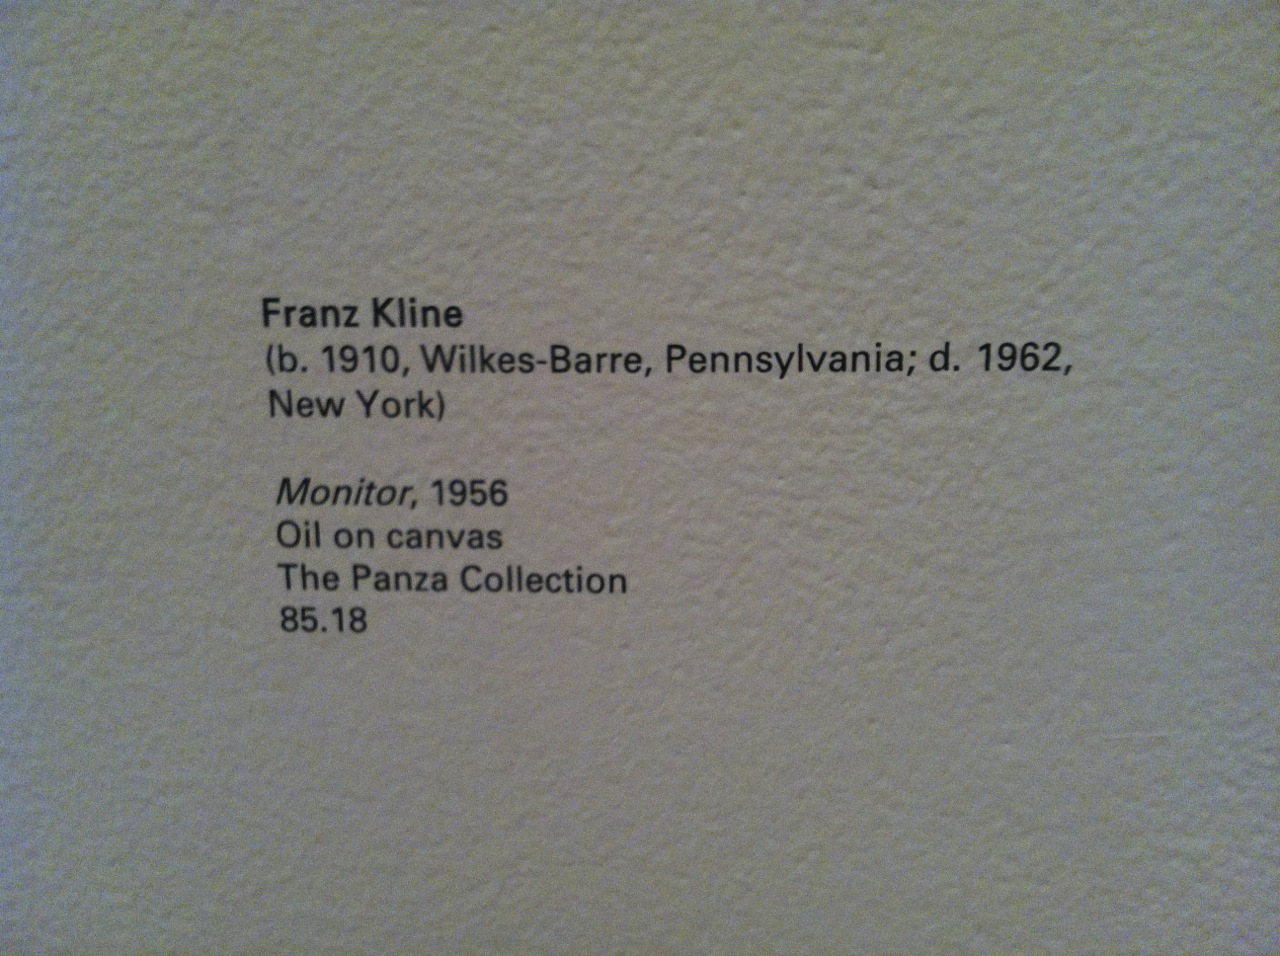 Franz Kline
(b. 1910, Wilkes-Barre, Pennsylvania; d. 1962,
New York)
Monitor, 1956
Oil on canvas
The Panza Collection
85.18